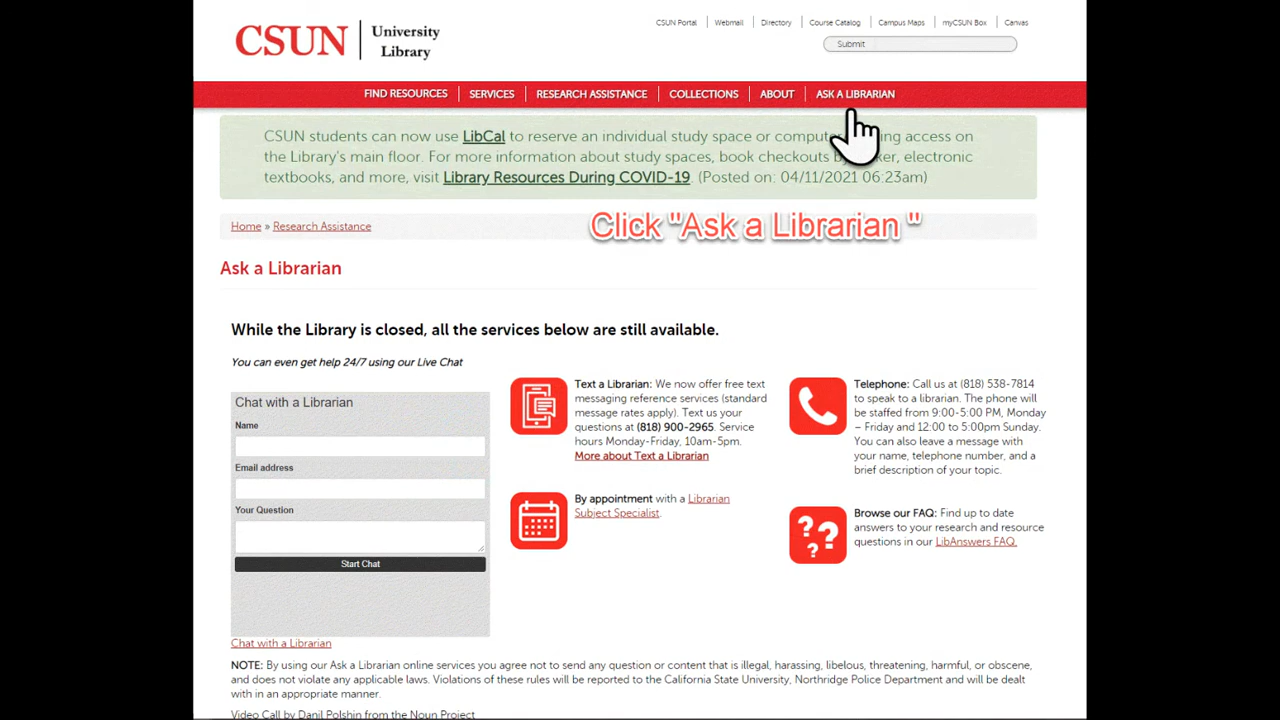 CSUN University Library
CSUN Portal Webmail Directory Course Catalog Campus Maps myCSUN Box Canvas
Submit
FIND RESOURCES SERVICES RESEARCH ASSISTANCE COLLECTIONS ABOUT ASK A LIBRARIAN
CSUN students can now use LibCal to reserve an individual study space or access on
the Library's main floor. For more information about study spaces, book checkouts electronic
textbooks, and more, visit Library Resources During COVID-19. (Posted on: 04/11/2021 06:23am)
Home » Research Assistance
Click "Ask a Librarian "
Ask a Librarian
While the Library is closed, all the services below are still available.
You can even get help 24/7 using our Live Chat
Chat with a Librarian
Name
Email address
Your Question
Start Chat
Chat with a Librarian
Text a Librarian: We now offer free text
messaging reference services (standard
message rates apply). Text us your
questions at (818) 900-2965. Service
hours Monday-Friday, 10am-5pm.
More about Text a Librarian
By appointment with a Librarian
Subject Specialist.
Telephone: Call us at (818) 538-7814
to speak to a librarian. The phone will
be staffed from 9:00-5:00 PM, Monday
– Friday and 12:00 to 5:00pm Sunday.
You can also leave a message with
your name, telephone number, and a
brief description of your topic.
Browse our FAQ: Find up to date
answers to your research and resource
questions in our LibAnswers FAQ.
NOTE: By using our Ask a Librarian online services you agree not to send any question or content that is illegal, harassing, libelous, threatening, harmful, or obscene,
and does not violate any applicable laws. Violations of these rules will be reported to the California State University, Northridge Police Department and will be dealt
with in an appropriate manner.
Video Call by Danil Polshin from the Noun Project